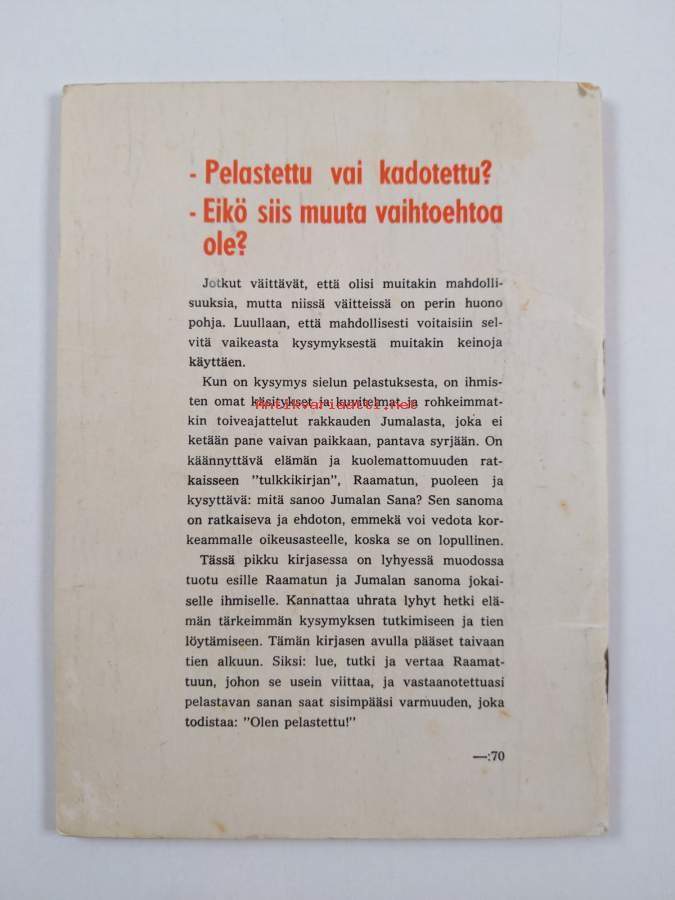 - Pelastettu vai kadotettu?
- Eikö siis muuta vaihtoehtoa
ole?
Jotkut väittävät, että olisi muitakin mahdolli-
suuksia, mutta niissä väitteissä on perin huono
pohja. Luullaan, että mahdollisesti voitaisiin sel-
vitä vaikeasta kysymyksestä muitakin keinoja
käyttäen.
Kun on kysymys sielun pelastuksesta, on ihmis-
ten omat käsitykset ja kuvitelmat ja rohkeimmat-
Antikvariaatti.net
kin toiveajattelut rakkauden Jumalasta, joka ei
ketään pane vaivan paikkaan, pantava syrjään. On
käännyttävä elämän ja kuolemattomuuden rat-
kaisseen "tulkkikirjan", Raamatun, puoleen ja
kysyttävä: mitä sanoo Jumalan Sana? Sen sanoma
on ratkaiseva ja ehdoton, emmekä voi vedota kor-
keammalle oikeusasteelle, koska se on lopullinen.
Tässä pikku kirjasessa on lyhyessä muodossa
tuotu esille Raamatun ja Jumalan sanoma jokai-
selle ihmiselle. Kannattaa uhrata lyhyt hetki elä-
män tärkeimmän kysymyksen tutkimiseen ja tien
löytämiseen. Tämän kirjasen avulla pääset taivaan
tien alkuun. Siksi: lue, tutki ja vertaa Raamat-
tuun, johon se usein viittaa, ja vastaanotettuasi
pelastavan sanan saat sisimpääsi varmuuden, joka
todistaa: "Olen pelastettu!"
—:70